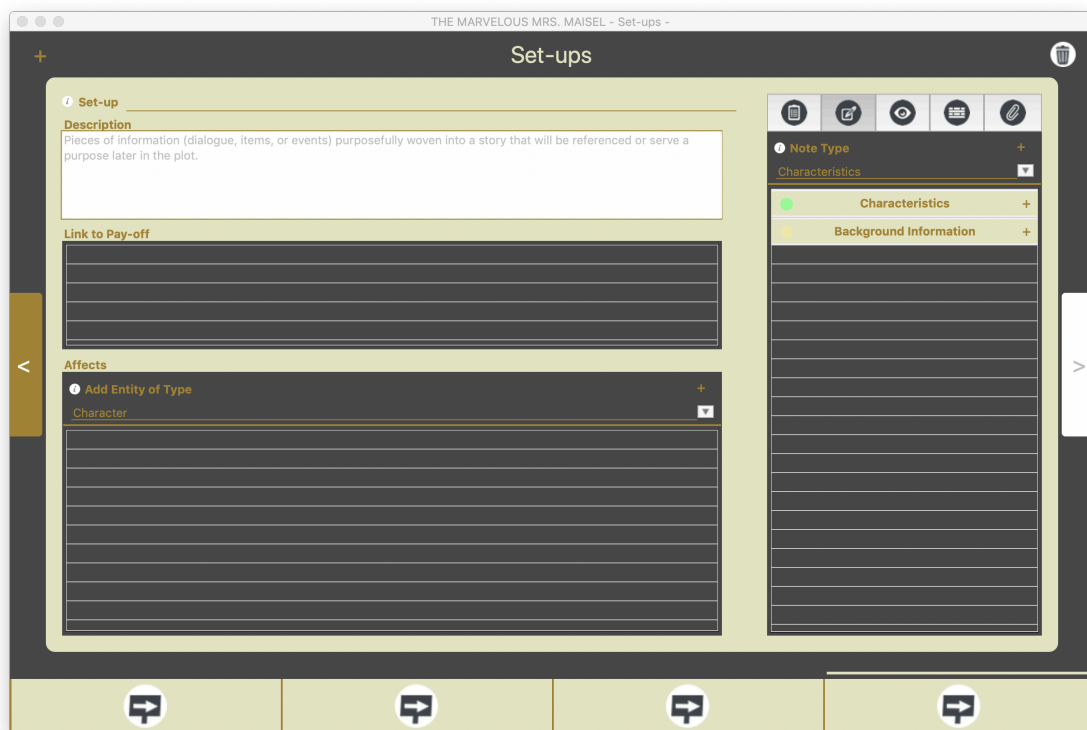 THE MARVELOUS MRS. MAISEL - Set-ups -
+
Set-ups
i Set-up
Description
Pieces of information (dialogue, items, or events) purposefully woven into a story that will be referenced or serve a
purpose later in the plot.
Link to Pay-off
Affects
i Add Entity of Type +
Character
i Note Type +
Characteristics
Characteristics +
Background Information +
<
>